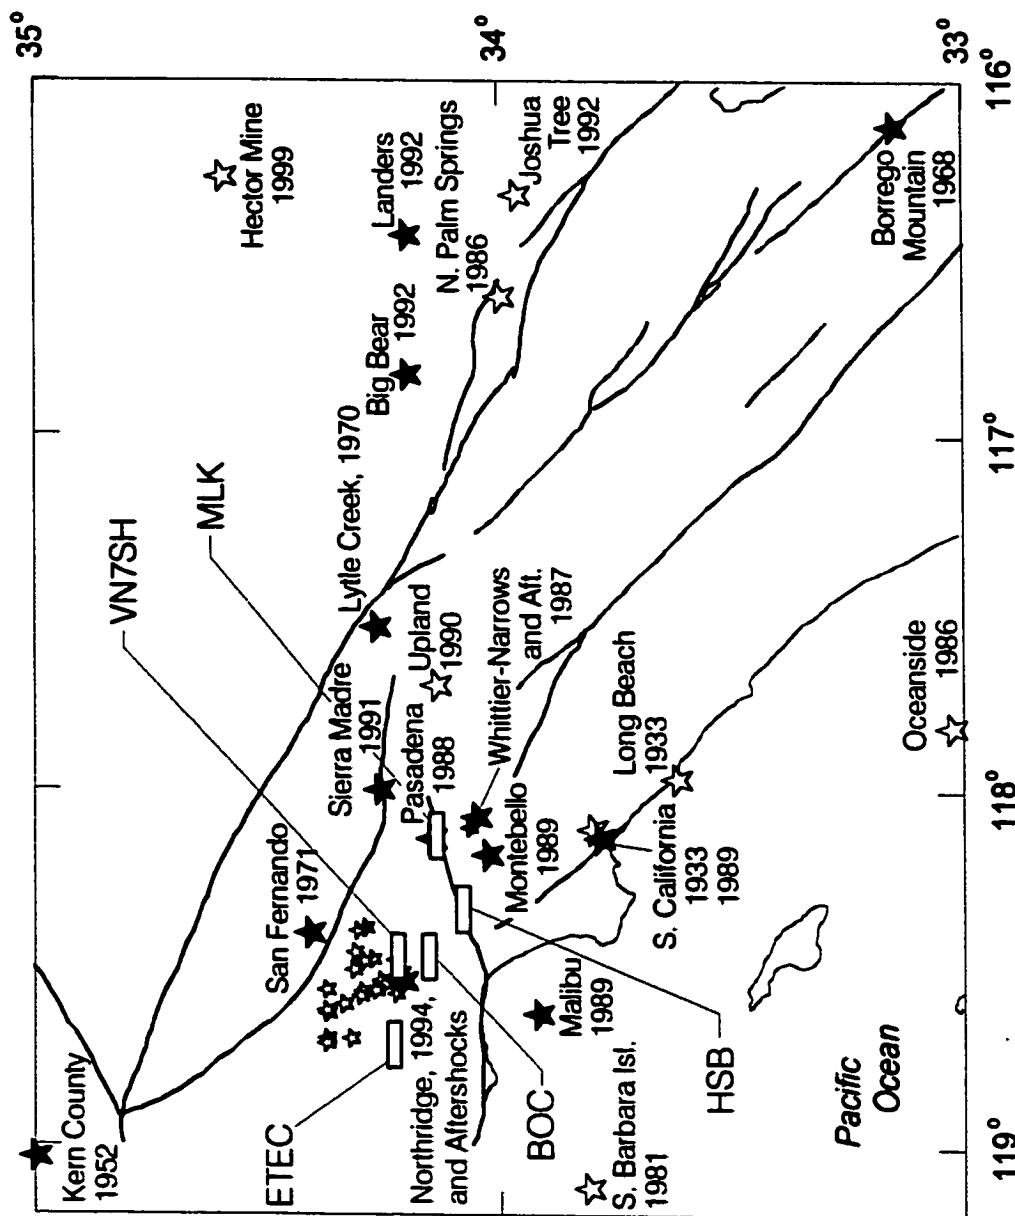 35°
34°
33°
116°
117°
118°
119°
Hector Mine
1999
Landers
1992
N. Palm Springs
1986
Joshua
Tree
1992
Big Bear
1992
Borrego
Mountain
1968
MLK
VN7SH
Lytle Creek, 1970
Upland
1990
Sierra Madre
1991
Pasadena
1988
Whittier-Narrows
and Aft.
1987
Montebello
1989
Long Beach
1933
S. California
1933
1989
Oceanside
1986
San Fernando
1971
Northridge, 1994,
and Aftershocks
Malibu
1989
HSB
BOC
ETEC
Kern County
1952
S. Barbara Isl.
1981
Pacific
Ocean